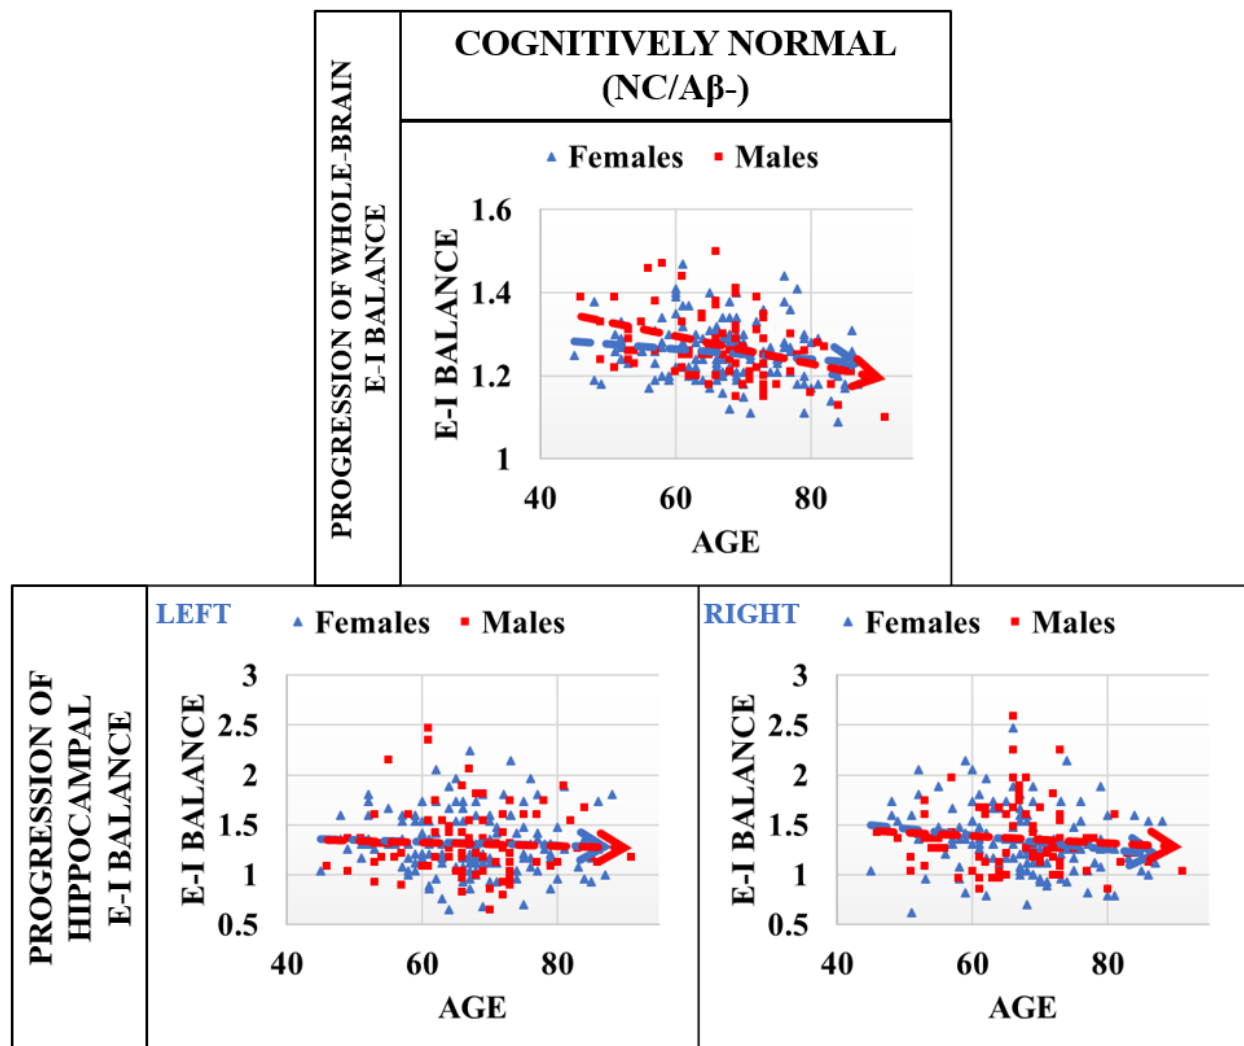 PROGRESSION OF WHOLE-BRAIN
E-I BALANCE
COGNITIVELY NORMAL
(NC/Aβ-)
Females Males
E-I BALANCE
1.6
1.4
1.2
1
40 60 80
AGE
PROGRESSION OF
HIPPOCAMPAL
E-I BALANCE
LEFT
Females Males
E-I BALANCE
3
2.5
2
1.5
1
0.5
40 60 80
AGE
RIGHT
Females Males
E-I BALANCE
3
2.5
2
1.5
1
0.5
40 60 80
AGE